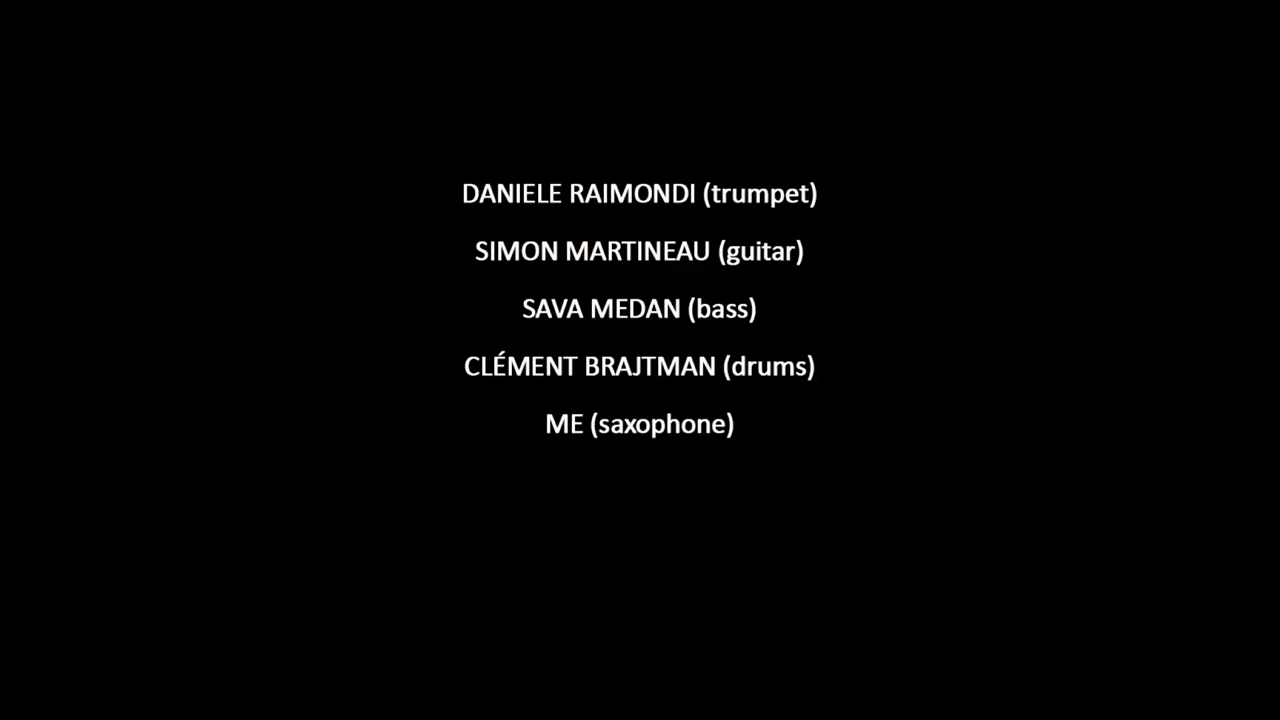 DANIELE RAIMONDI (trumpet)
SIMON MARTINEAU (guitar)
SAVA MEDAN (bass)
CLÉMENT BRAJTMAN (drums)
ME (saxophone)